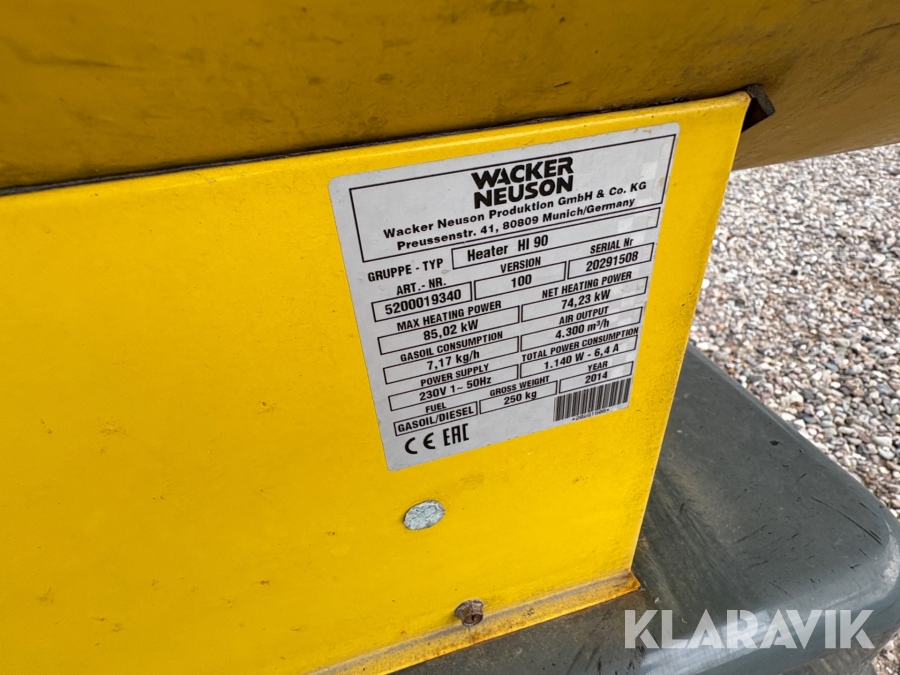 WACKER
NEUSON
Wacker Neuson Produktion GmbH & Co. KG
Preussenstr. 41, 80809 Munich/Germany
GRUPPE - TYP Heater HI 90
ART.- NR. VERSION SERIAL Nr
5200019340 100 20291508
MAX HEATING POWER NET HEATING POWER
85,02 kW 74,23 kW
GASOIL CONSUMPTION AIR OUTPUT
7,17 kg/h 4.300 m³/h
POWER SUPPLY TOTAL POWER CONSUMPTION
230V 1~ 50Hz 1.140 W - 6,4 A
FUEL GROSS WEIGHT YEAR
GASOIL/DIESEL 250 kg 2014
CE EAC
*20291508*
KLARAVIK